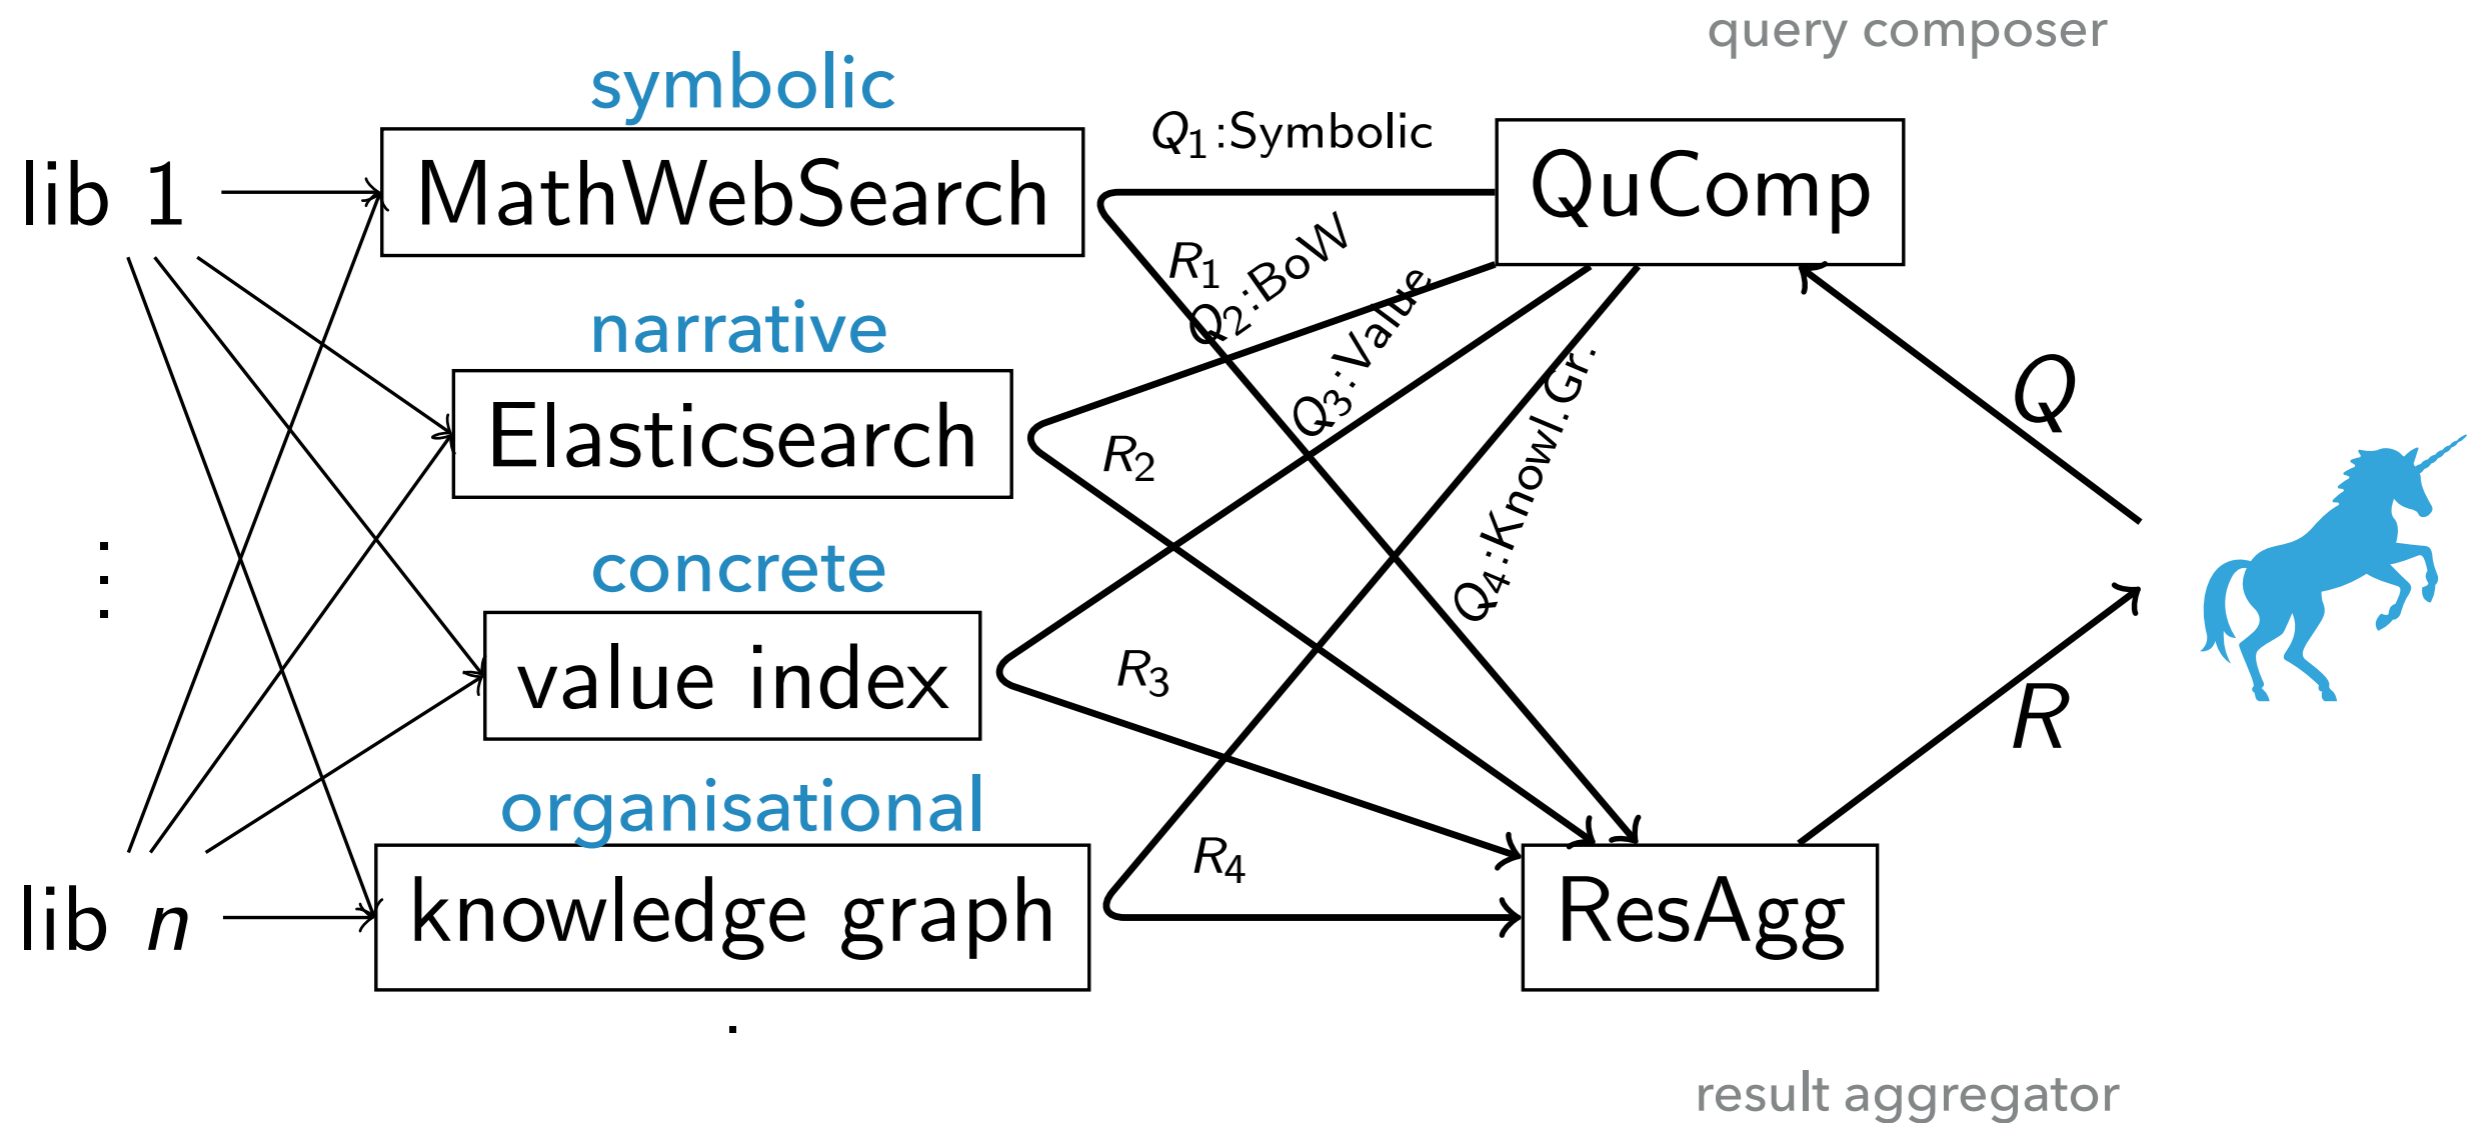 query composer
symbolic
Q1:Symbolic
lib 1
MathWebSearch
QuComp
R1
Q2:BoW
Q3:Value
narrative
Elasticsearch
R2
Q4:Knowl.Gr.
Q
⋮
concrete
value index
R3
R
organisational
lib n
knowledge graph
R4
ResAgg
.
result aggregator